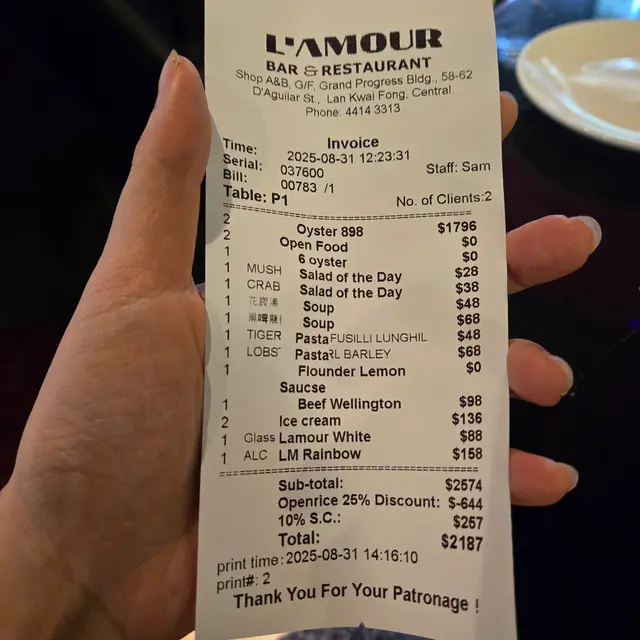 L'AMOUR
BAR & RESTAURANT
Shop A&B, G/F, Grand Progress Bldg., 58-62
D'Aguilar St., Lan Kwai Fong, Central.
Phone: 4414 3313
Invoice
Time: 2025-08-31 12:23:31
Serial: 037600 Staff: Sam
Bill: 00783 /1
Table: P1 No. of Clients:2
2 Oyster 898 $1796
2 Open Food $0
1 6 oyster $0
1 MUSH Salad of the Day $28
1 CRAB Salad of the Day $38
1 花膠湯 Soup $48
1 Soup $68
1 TIGER Pasta FUSILLI LUNGHI $48
1 LOBS Pasta RL BARLEY $68
1 Flounder Lemon $0
Saucse
1 Beef Wellington $98
2 Ice cream $136
1 Glass Lamour White $88
1 ALC LM Rainbow $158
Sub-total: $2574
Openrice 25% Discount: $-644
10% S.C.: $257
Total: $2187
print time: 2025-08-31 14:16:10
print#: 2
Thank You For Your Patronage !